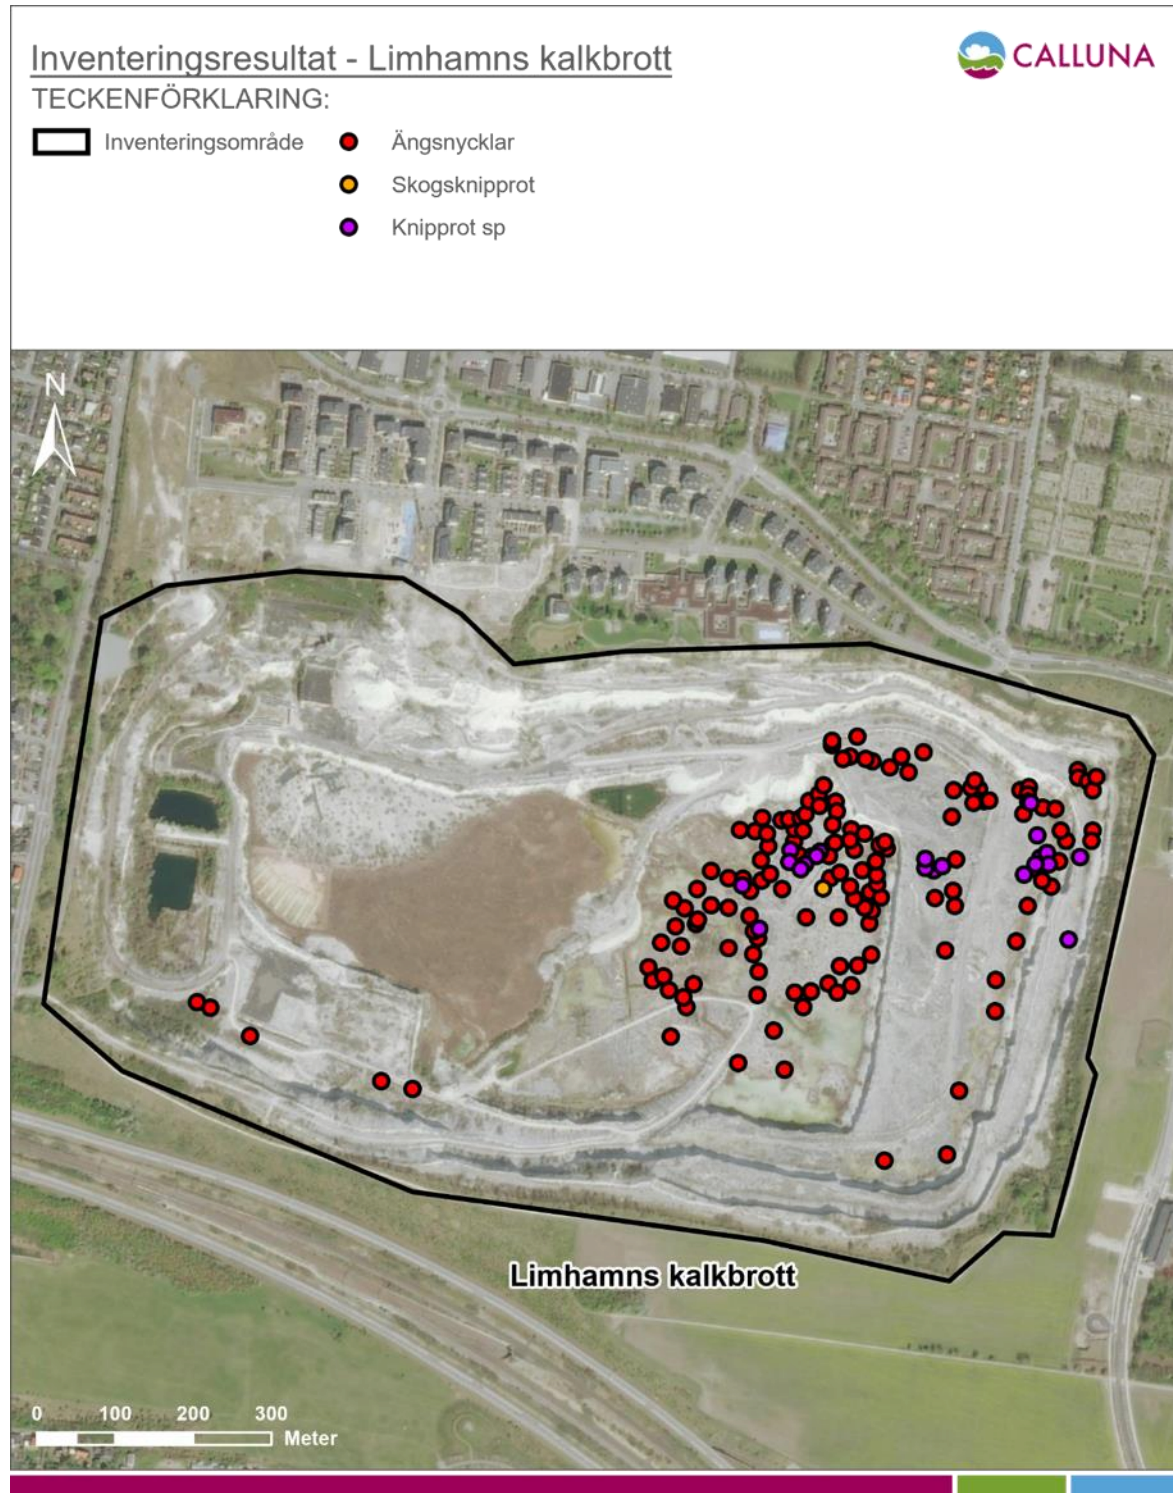 Inventeringsresultat - Limhamns kalkbrott
CALLUNA
TECKENFÖRKLARING:
Inventeringsområde
Ängsnycklar
Skogsknipprot
Knipprot sp
N
Limhamns kalkbrott
0 100 200 300
Meter